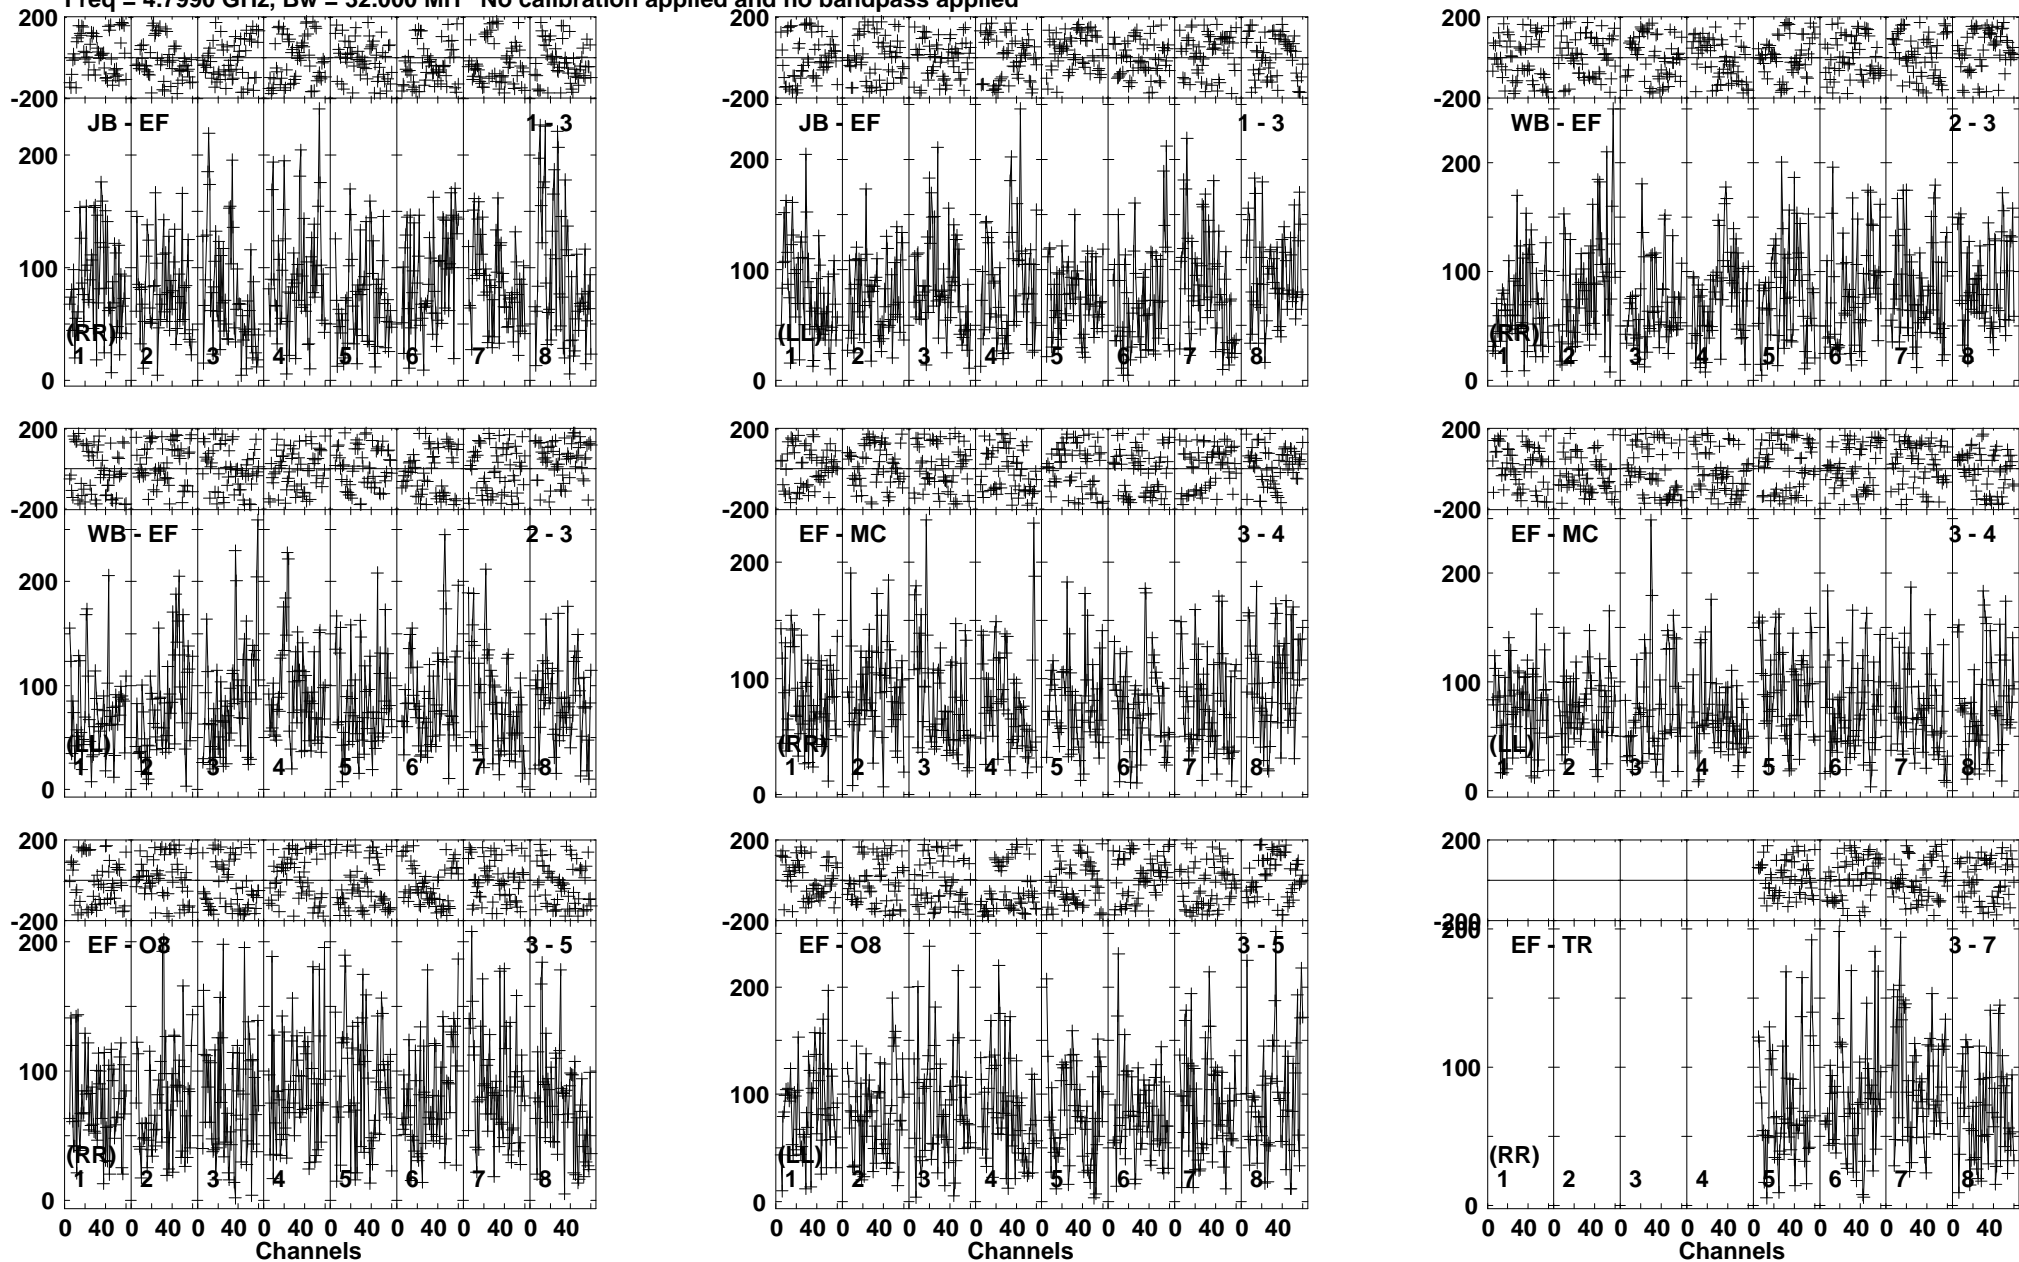 Freq = 4.7990 GHz, Bw = 32.000 MH No calibration applied and no bandpass applied
200 200 200
-200 -200 -200
JB - EF 1 - 3 JB - EF 1 - 3 WB - EF 2 - 3
200 200 200
100 100 100
(RR) (LL) (RR)
1 2 3 4 5 6 7 8 1 2 3 4 5 6 7 8 1 2 3 4 5 6 7 8
0 0 0
200 200 200
-200 -200 -200
WB - EF 2 - 3 EF - MC 3 - 4 EF - MC 3 - 4
200 200 200
100 100 100
(LL) (RR) (LL)
1 2 3 4 5 6 7 8 1 2 3 4 5 6 7 8 1 2 3 4 5 6 7 8
0 0 0
200 200 200
-200 -200 -200
200
EF - O8 3 - 5 EF - O8 3 - 5 EF - TR 3 - 7
200 200
100 100 100
(RR) (LL) (RR)
1 2 3 4 5 6 7 8 1 2 3 4 5 6 7 8 1 2 3 4 5 6 7 8
0 0 0
0 40 0 40 0 40 0 40 0 40 0 40 0 40 0 40 0 40 0 40 0 40 0 40 0 40 0 40 0 40 0 40 0 40 0 40 0 40 0 40 0 40 0 40 0 40 0 40
Channels Channels Channels